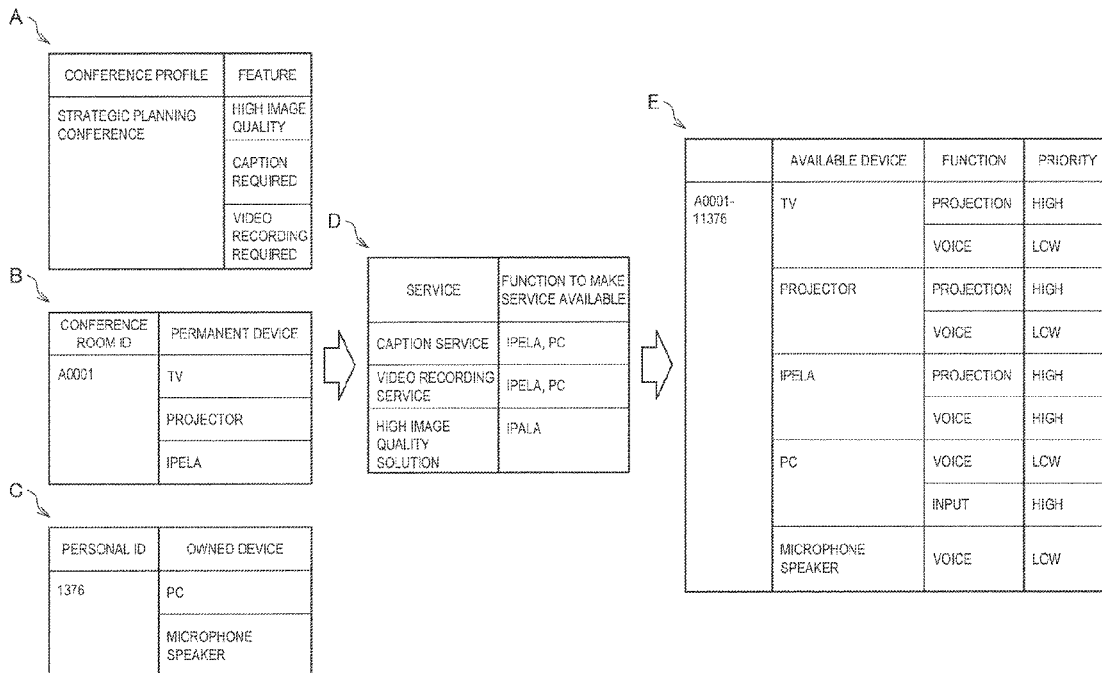 A
CONFERENCE PROFILE
FEATURE
STRATEGIC PLANNING
CONFERENCE
HIGH IMAGE
QUALITY
CAPTION
REQUIRED
VIDEO
RECORDING
REQUIRED
B
CONFERENCE
ROOM ID
PERMANENT DEVICE
A0001
TV
PROJECTOR
IPELA
C
PERSONAL ID
OWNED DEVICE
1376
PC
MICROPHONE
SPEAKER
D
SERVICE
FUNCTION TO MAKE
SERVICE AVAILABLE
CAPTION SERVICE
IPELA, PC
VIDEO RECORDING
SERVICE
IPELA, PC
HIGH IMAGE
QUALITY
SOLUTION
IPALA
E
AVAILABLE DEVICE
FUNCTION
PRIORITY
A0001-
11376
TV
PROJECTION
HIGH
VOICE
LOW
PROJECTOR
PROJECTION
HIGH
VOICE
LOW
IPELA
PROJECTION
HIGH
VOICE
HIGH
PC
VOICE
LOW
INPUT
HIGH
MICROPHONE
SPEAKER
VOICE
LOW